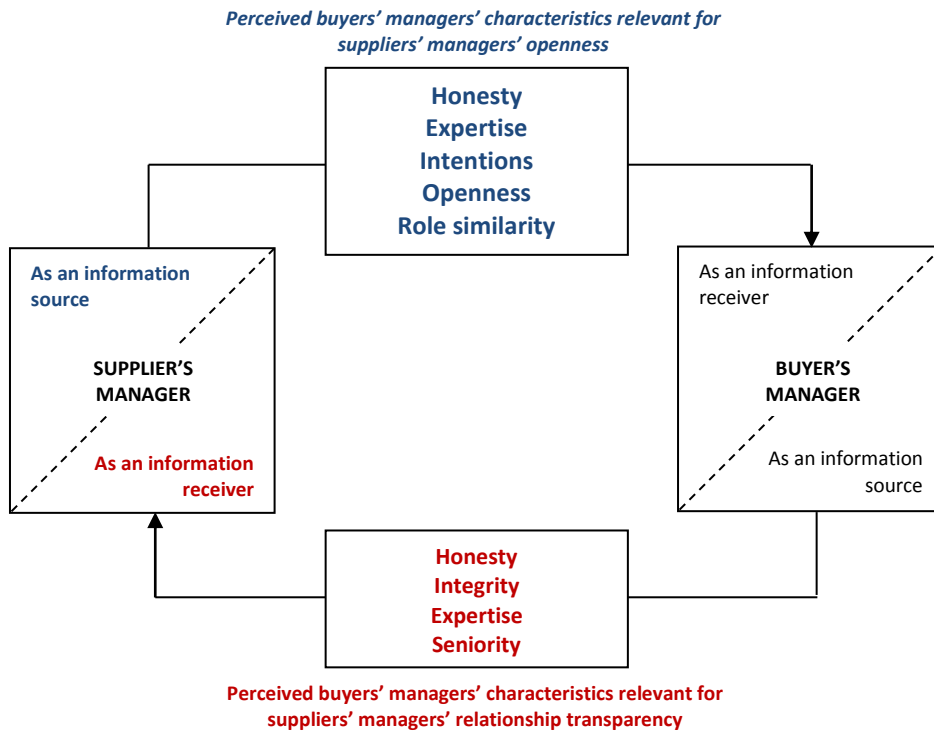 Perceived buyers’ managers’ characteristics relevant for
suppliers’ managers’ openness
Honesty
Expertise
Intentions
Openness
Role similarity
As an information
source
SUPPLIER’S
MANAGER
As an information
receiver
As an information
receiver
BUYER’S
MANAGER
As an information
source
Honesty
Integrity
Expertise
Seniority
Perceived buyers’ managers’ characteristics relevant for
suppliers’ managers’ relationship transparency